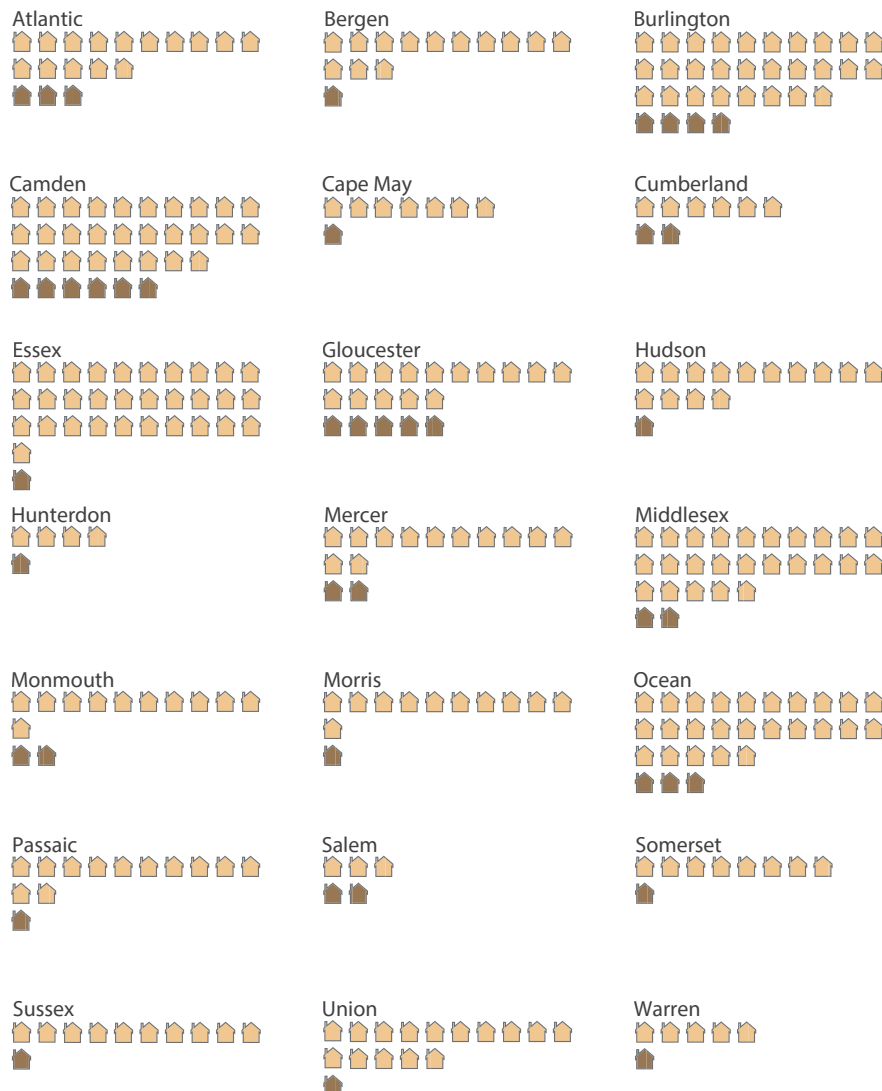 Atlantic
Bergen
Burlington
Camden
Cape May
Cumberland
Essex
Gloucester
Hudson
Hunterdon
Mercer
Middlesex
Monmouth
Morris
Ocean
Passaic
Salem
Somerset
Sussex
Union
Warren